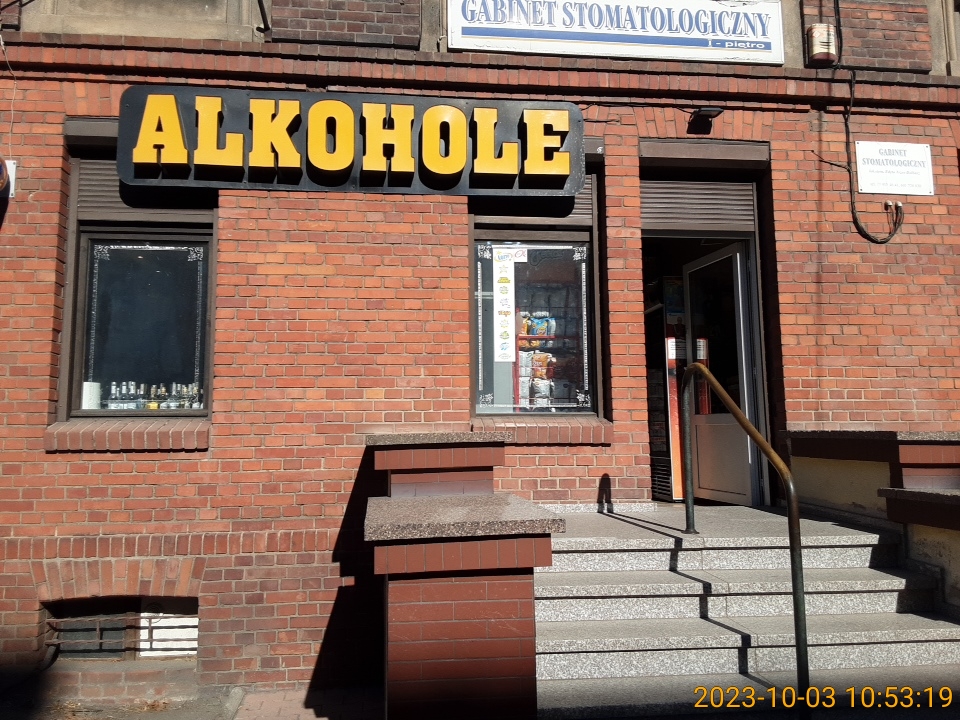 GABINET STOMATOLOGICZNY
- piętro
ALKOHOLE
GABINET
STOMATOLOGICZNY
2023-10-03 10:53:19